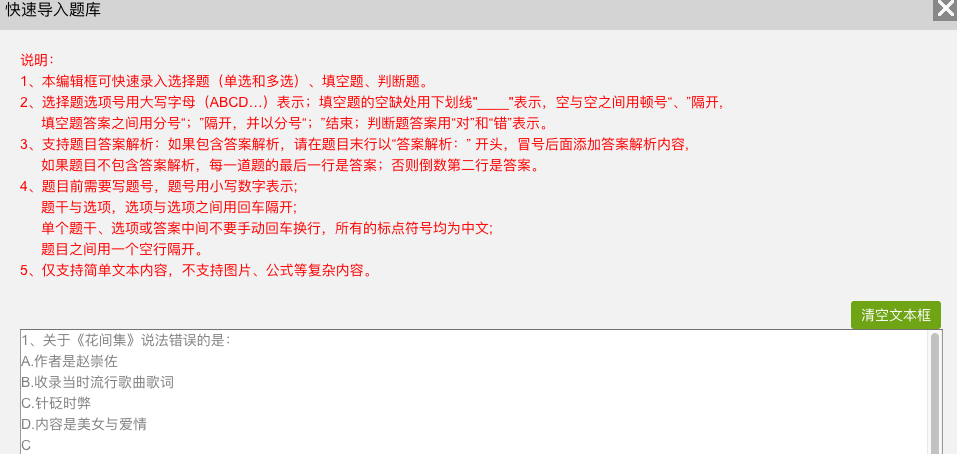 快速导入题库
说明：
1、本编辑框可快速录入选择题（单选和多选）、填空题、判断题。
2、选择题选项号用大写字母（ABCD...）表示；填空题的空缺处用下划线"____"表示，空与空之间用顿号“、”隔开,
填空题答案之间用分号“；”隔开，并以分号“；”结束；判断题答案用“对”和“错”表示。
3、支持题目答案解析：如果包含答案解析，请在题目末行以“答案解析：” 开头，冒号后面添加答案解析内容,
如果题目不包含答案解析，每一道题的最后一行是答案；否则倒数第二行是答案。
4、题目前需要写题号，题号用小写数字表示;
题干与选项，选项与选项之间用回车隔开;
单个题干、选项或答案中间不要手动回车换行，所有的标点符号均为中文;
题目之间用一个空行隔开。
5、仅支持简单文本内容，不支持图片、公式等复杂内容。
清空文本框
1、关于《花间集》说法错误的是：
A.作者是赵崇佐
B.收录当时流行歌曲歌词
C.针砭时弊
D.内容是美女与爱情
C